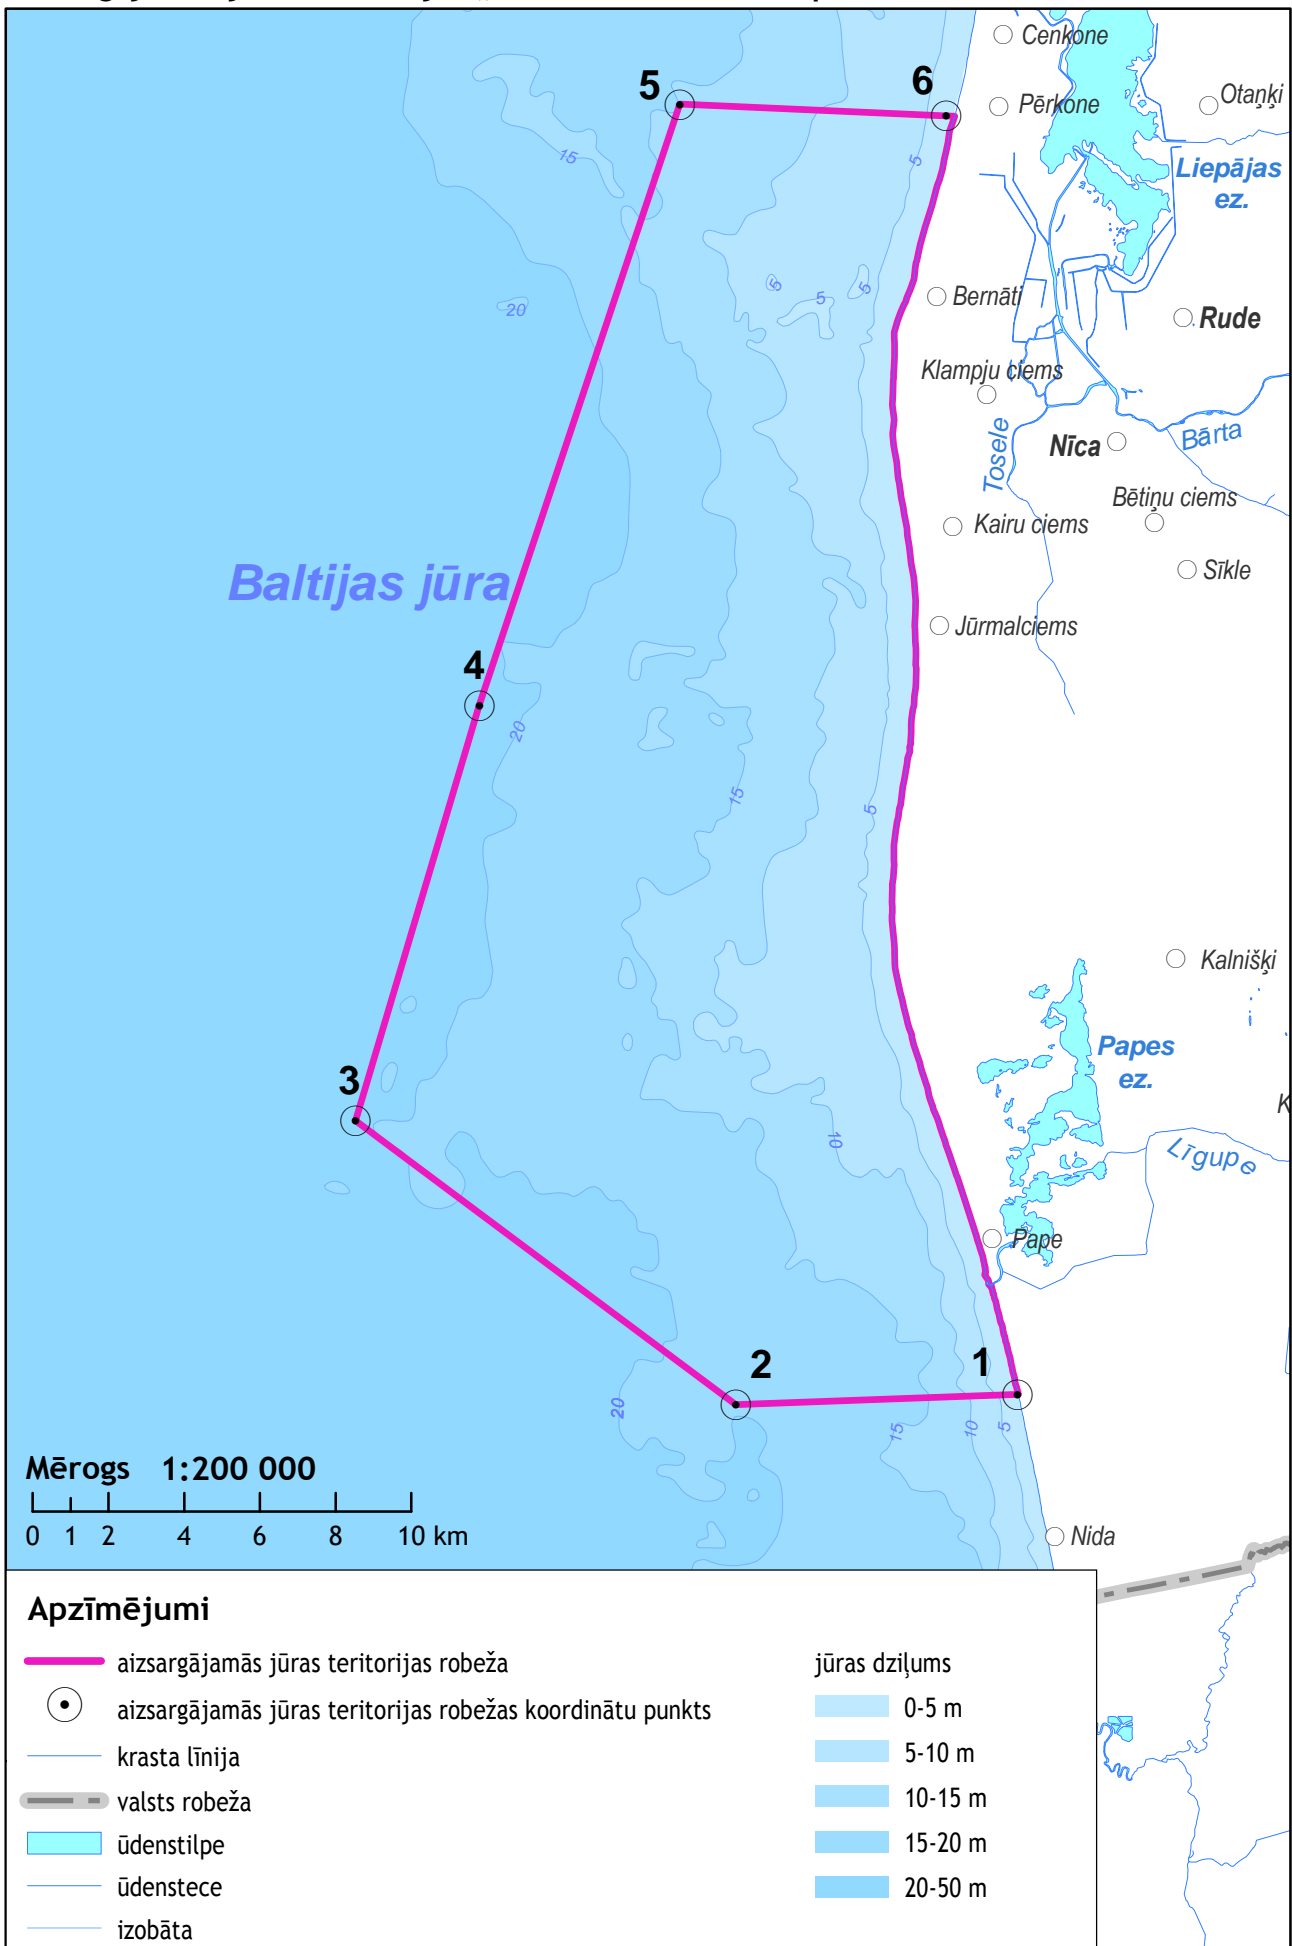 5
6
Cenkone
Pērkone
Otaņķi
Liepājas
ez.
15
5
5
5
5
20
Bernāti
Rude
Klampju ciems
Tosele
Nīca
Bārta
Bētiņu ciems
Kairu ciems
Sīkle
Baltijas jūra
Jūrmalciems
4
20
15
5
Kalnišķi
Papes
ez.
3
K
10
Līgupe
Pape
2
1
20
15
10
5
Mērogs 1:200 000
0 1 2 4 6 8 10 km
Nida
Apzīmējumi
aizsargājamās jūras teritorijas robeža
aizsargājamās jūras teritorijas robežas koordinātu punkts
krasta līnija
valsts robeža
ūdenstilpe
ūdenstece
izobāta
jūras dziļums
0-5 m
5-10 m
10-15 m
15-20 m
20-50 m